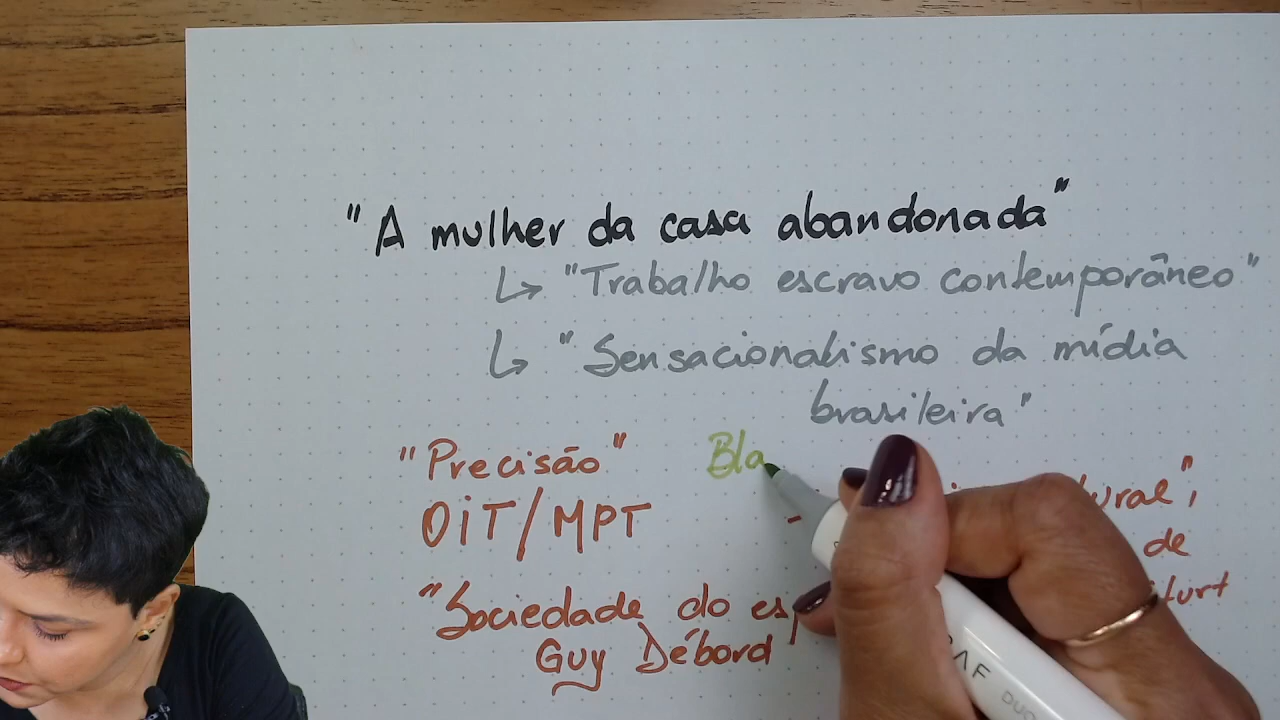 "A mulher da casa abandonada"
↳ "Trabalho escravo contemporâneo"
↳ "Sensacionalismo da mídia
brasileira"
"Precisão" Bla
OIT/MPT -
"Sociedade do es
de
Guy Débord